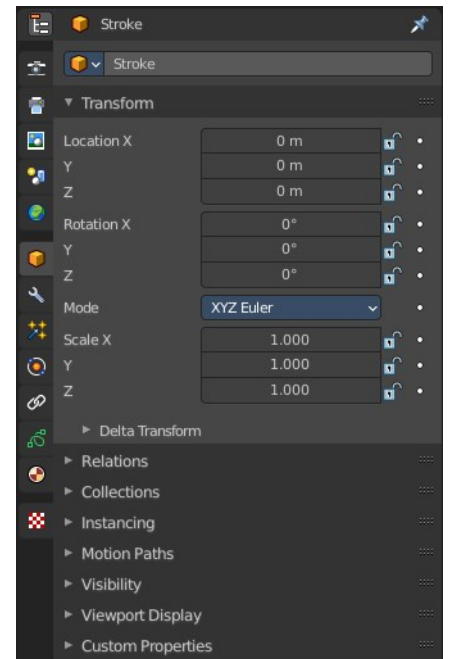 Stroke
Stroke
Transform
Location X 0 m
Y 0 m
Z 0 m
Rotation X 0°
Y 0°
Z 0°
Mode XYZ Euler
Scale X 1.000
Y 1.000
Z 1.000
Delta Transform
Relations
Collections
Instancing
Motion Paths
Visibility
Viewport Display
Custom Properties